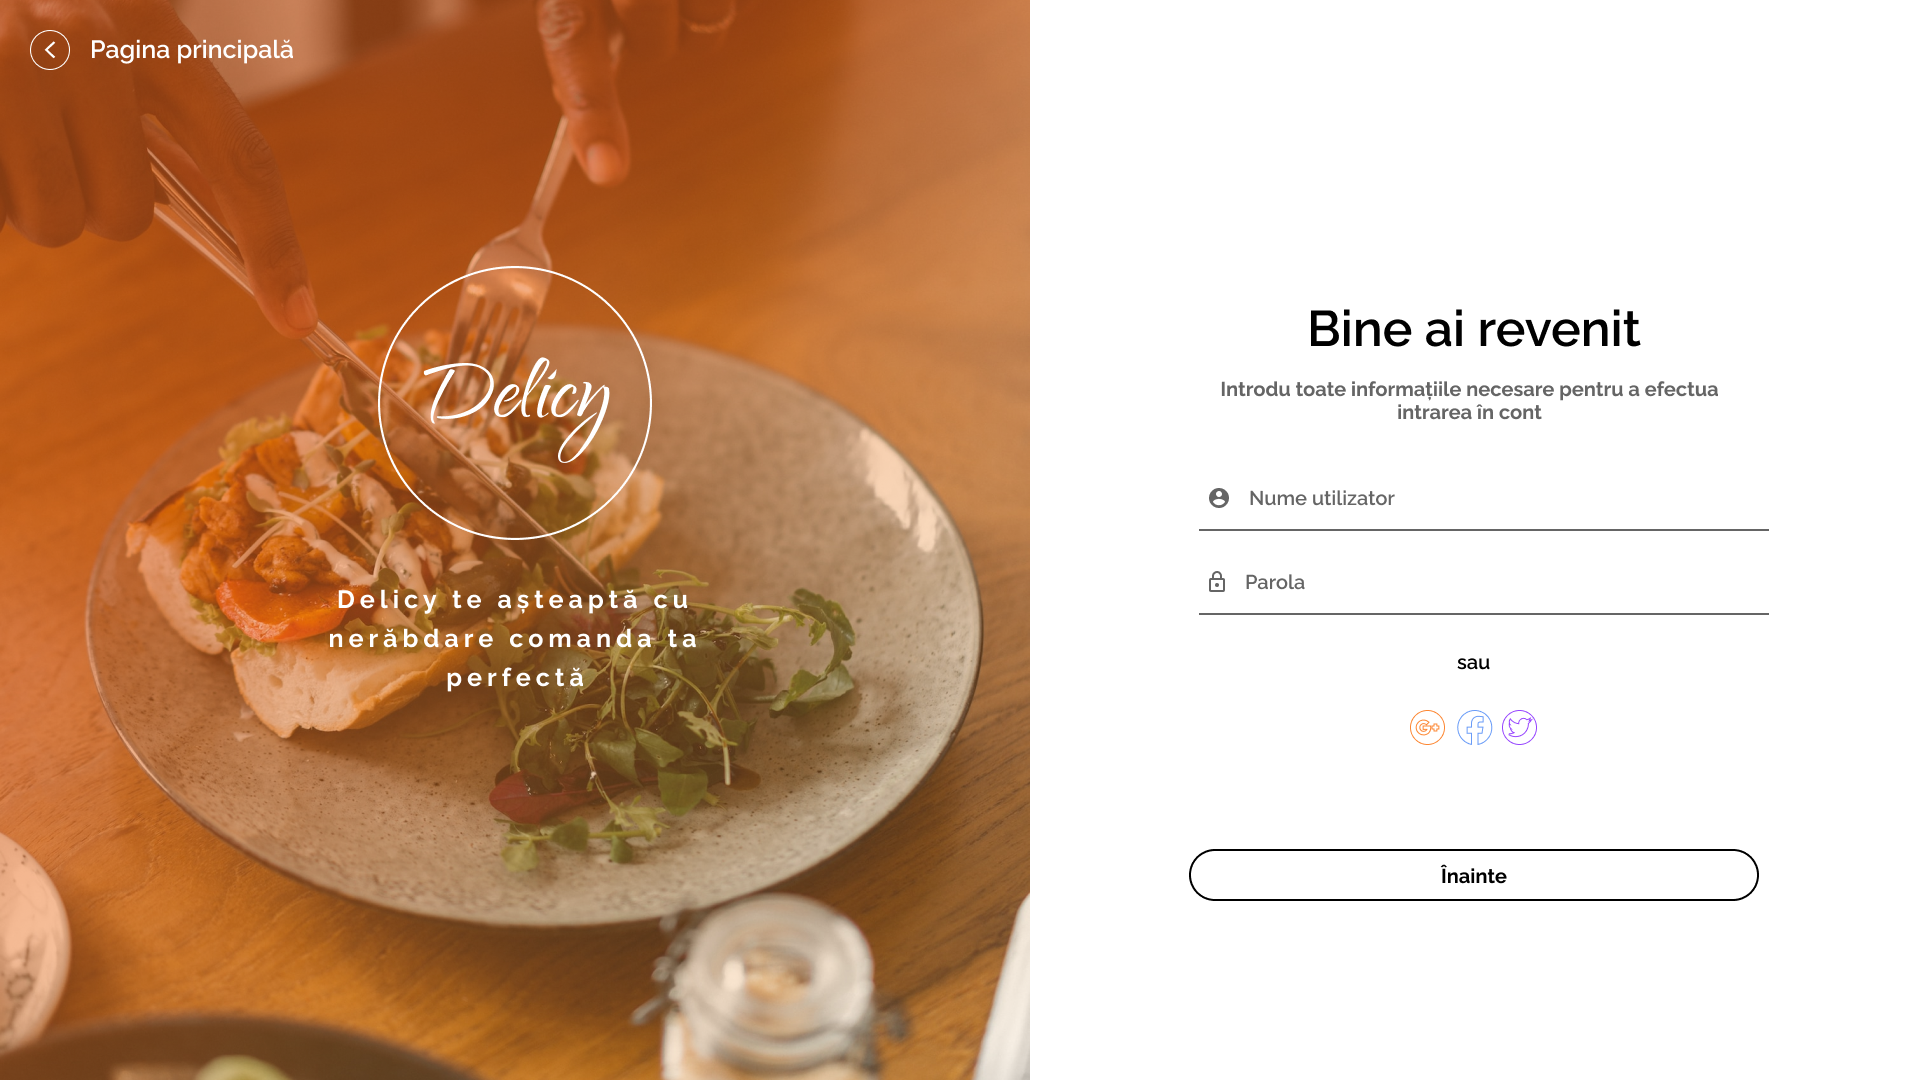 Pagina principală
Delicy
Delicy te așteaptă cu
nerăbdare comanda ta
perfectă
Bine ai revenit
Introdu toate informațiile necesare pentru a efectua
intrarea în cont
Nume utilizator
Parola
sau
G+
Înainte